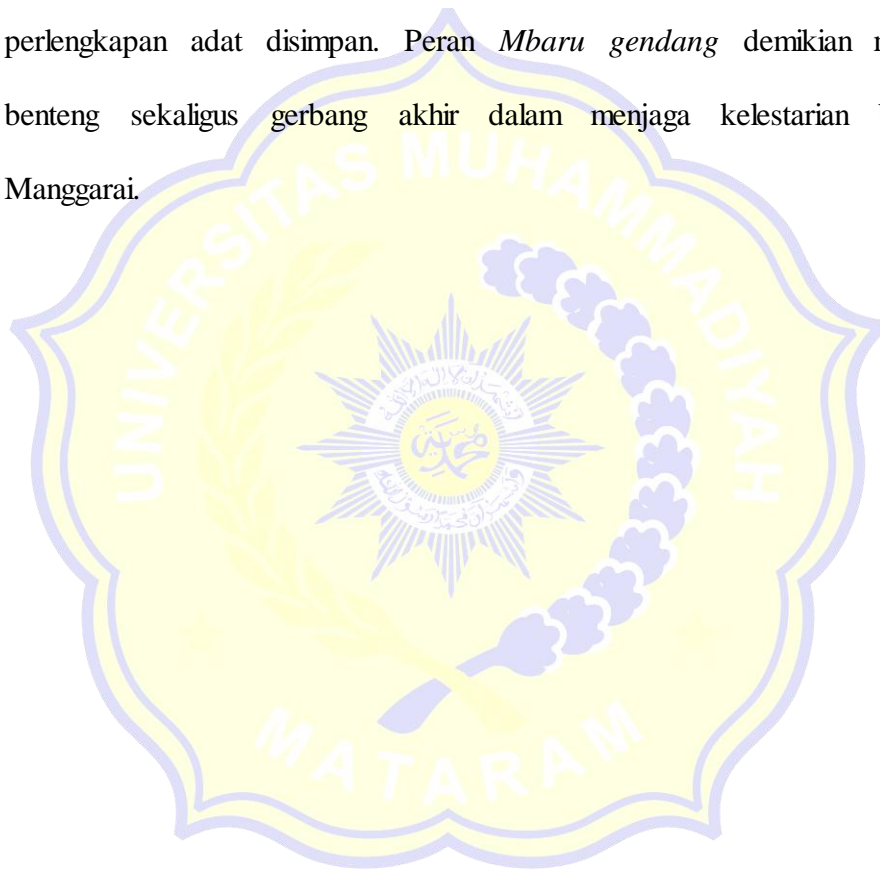 perlengkapan adat disimpan. Peran Mbaru gendang demikian
benteng sekaligus gerbang akhir dalam menjaga kelestarian
Manggarai.
UNIVERSITAS MUHAMMADIYAH
MATARAM